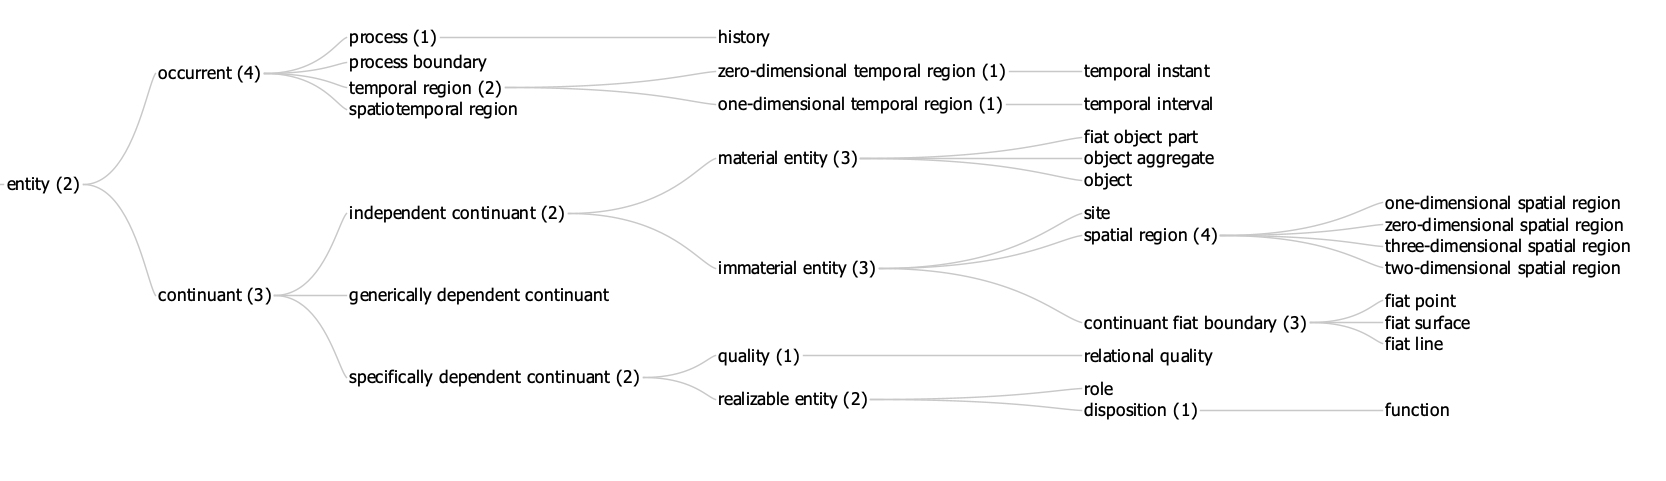 entity (2)
occurrent (4)
process (1)
history
process boundary
temporal region (2)
zero-dimensional temporal region (1)
temporal instant
one-dimensional temporal region (1)
temporal interval
spatiotemporal region
continuant (3)
independent continuant (2)
material entity (3)
fiat object part
object aggregate
object
immaterial entity (3)
site
spatial region (4)
one-dimensional spatial region
zero-dimensional spatial region
three-dimensional spatial region
two-dimensional spatial region
continuant fiat boundary (3)
fiat point
fiat surface
fiat line
generically dependent continuant
specifically dependent continuant (2)
quality (1)
relational quality
realizable entity (2)
role
disposition (1)
function